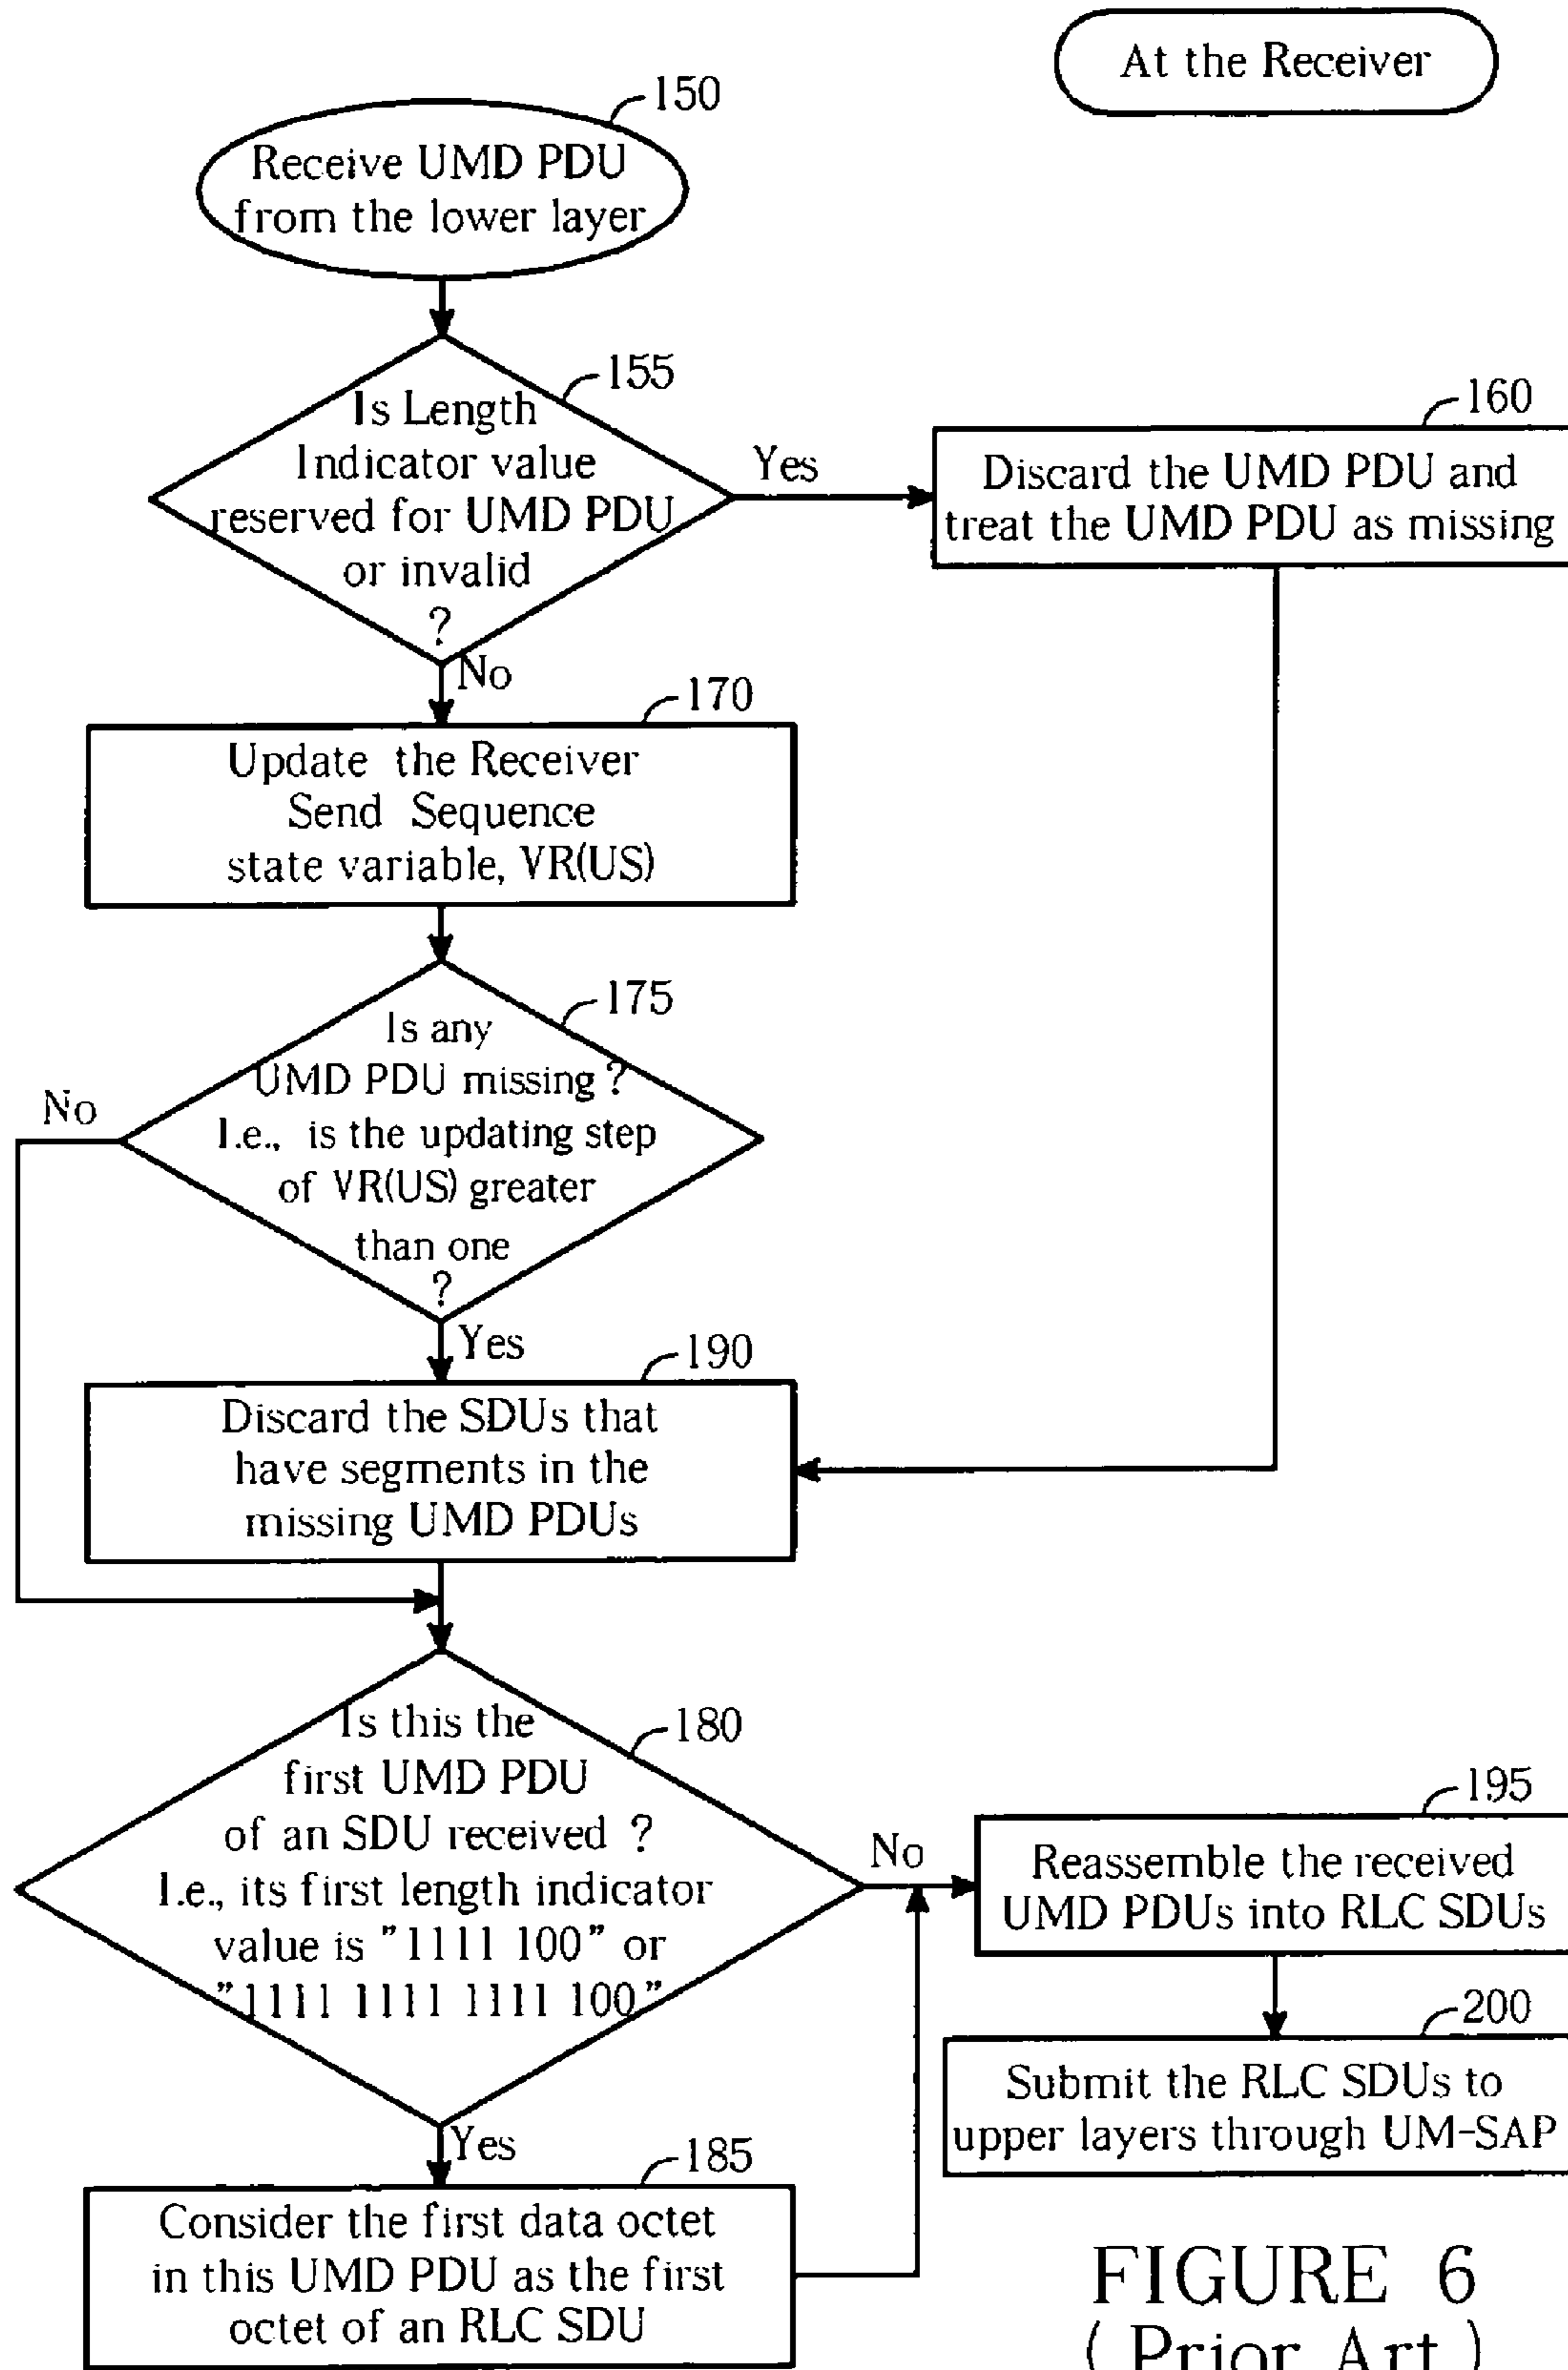 At the Receiver
150
Receive UMD PDU
from the lower layer
155
Is Length
Indicator value
reserved for UMD PDU
or invalid
?
Yes
160
Discard the UMD PDU and
treat the UMD PDU as missing
No
170
Update the Receiver
Send Sequence
state variable, VR(US)
175
Is any
UMD PDU missing ?
I.e., is the updating step
of VR(US) greater
than one
?
No
Yes
190
Discard the SDUs that
have segments in the
missing UMD PDUs
180
Is this the
first UMD PDU
of an SDU received ?
I.e., its first length indicator
value is "1111 100" or
"1111 1111 1111 100"
No
195
Reassemble the received
UMD PDUs into RLC SDUs
200
Submit the RLC SDUs to
upper layers through UM-SAP
Yes
185
Consider the first data octet
in this UMD PDU as the first
octet of an RLC SDU
FIGURE 6
( Prior Art )